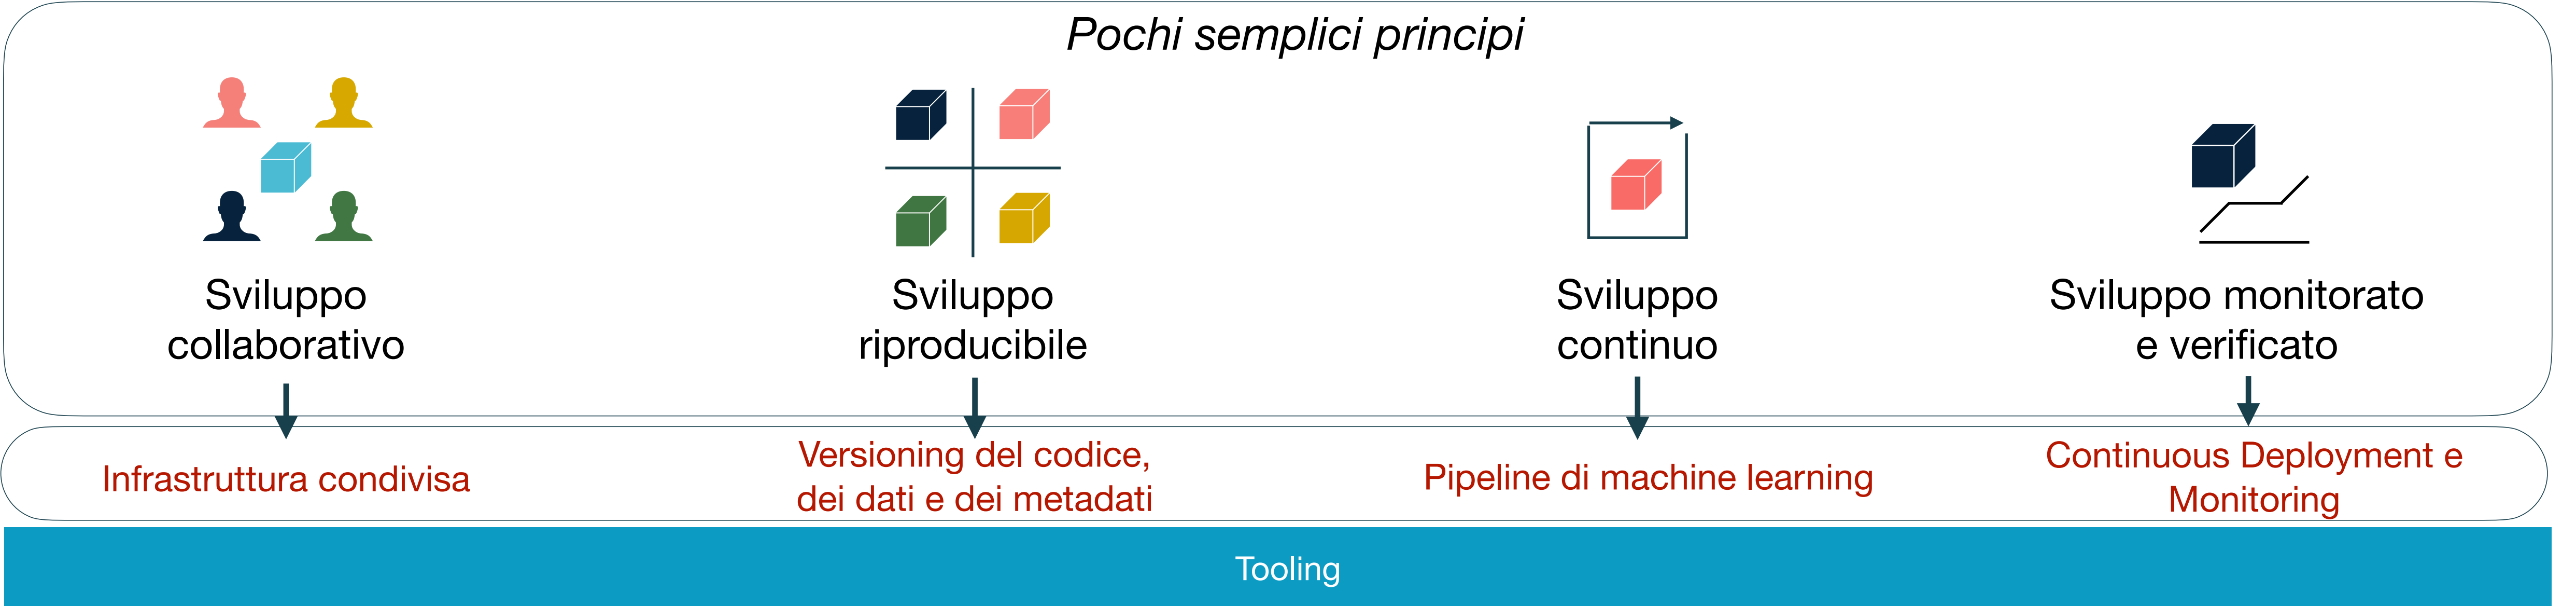 Pochi semplici principi
Sviluppo
collaborativo
Sviluppo
riproducibile
Sviluppo
continuo
Sviluppo monitorato
e verificato
Infrastruttura condivisa
Versioning del codice,
dei dati e dei metadati
Pipeline di machine learning
Continuous Deployment e
Monitoring
Tooling